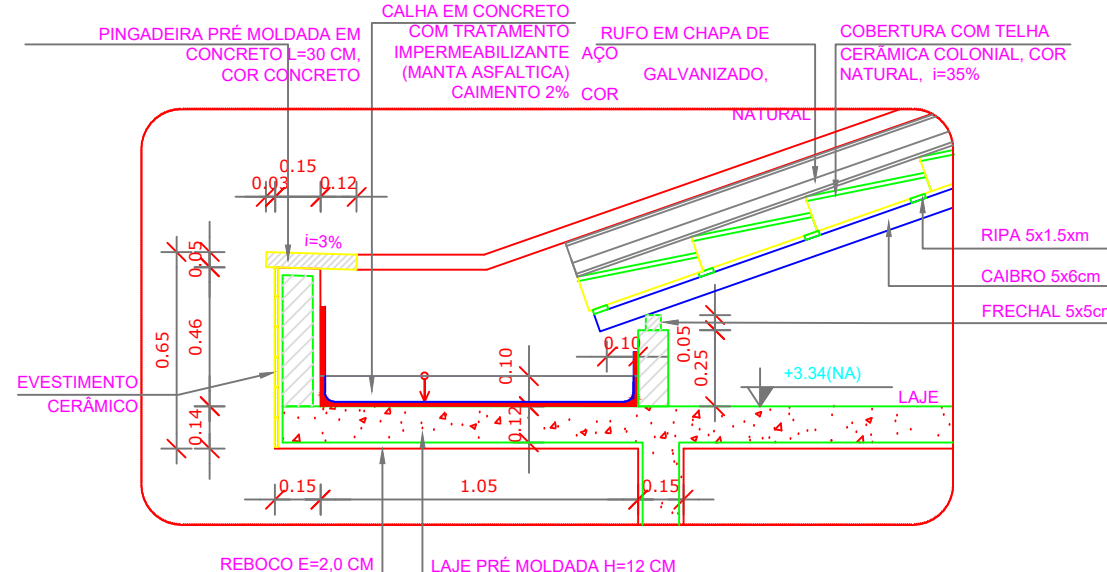 PINGADEIRA PRÉ MOLDADA EM
CONCRETO L=30 CM,
COR CONCRETO
CALHA EM CONCRETO
COM TRATAMENTO
IMPERMEABILIZANTE
(MANTA ASFALTICA)
CAIMENTO 2%
RUFO EM CHAPA DE
AÇO
GALVANIZADO,
COR
NATURAL
COBERTURA COM TELHA
CERÂMICA COLONIAL, COR
NATURAL, i=35%
0.15
0.03
0.12
i=3%
0.05
0.65
0.46
0.14
RIPA 5x1.5xm
CAIBRO 5x6cm
FRECHAL 5x5cm
0.10
0.05
0.25
0.10
0.12
+3.34(NA)
LAJE
EVESTIMENTO
CERÂMICO
0.15
1.05
0.15
REBOCO E=2,0 CM
LAJE PRÉ MOLDADA H=12 CM